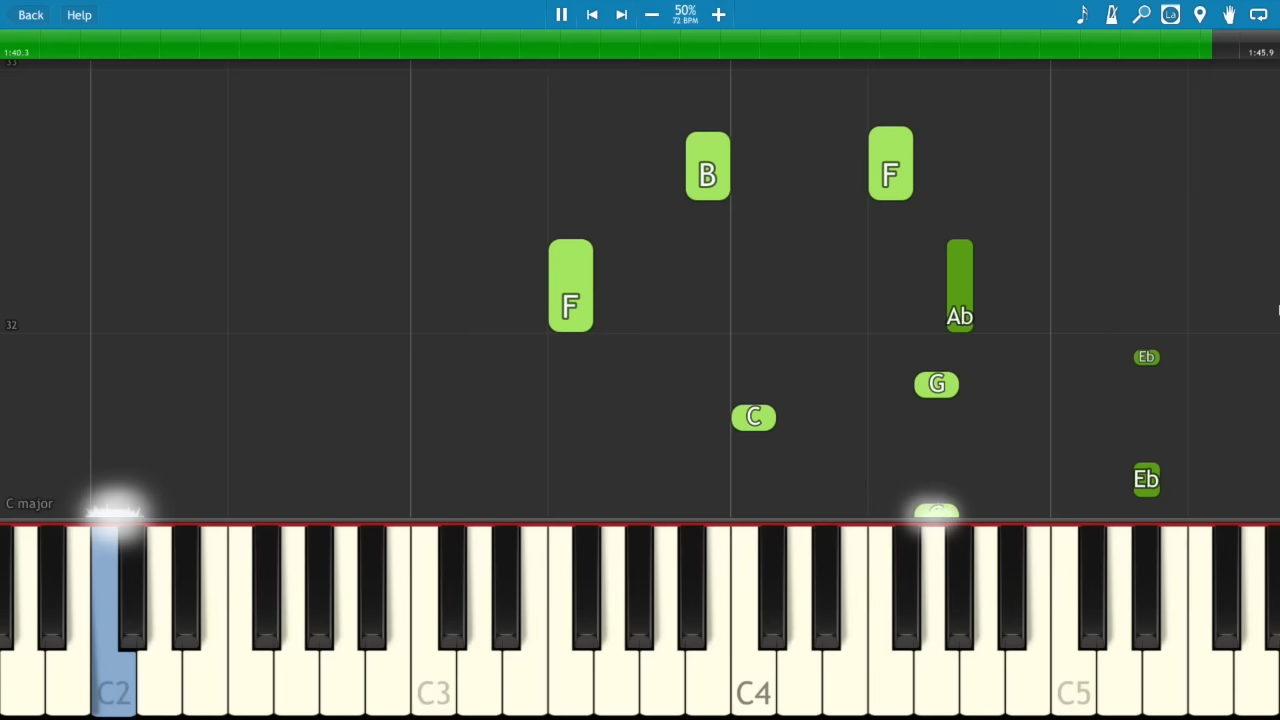 Back Help 50% La
72 BPM
1:40.3 1:45.9
33
B F
F
Ab
32
Eb
G
C
Eb
C major
G
C2 C3 C4 C5